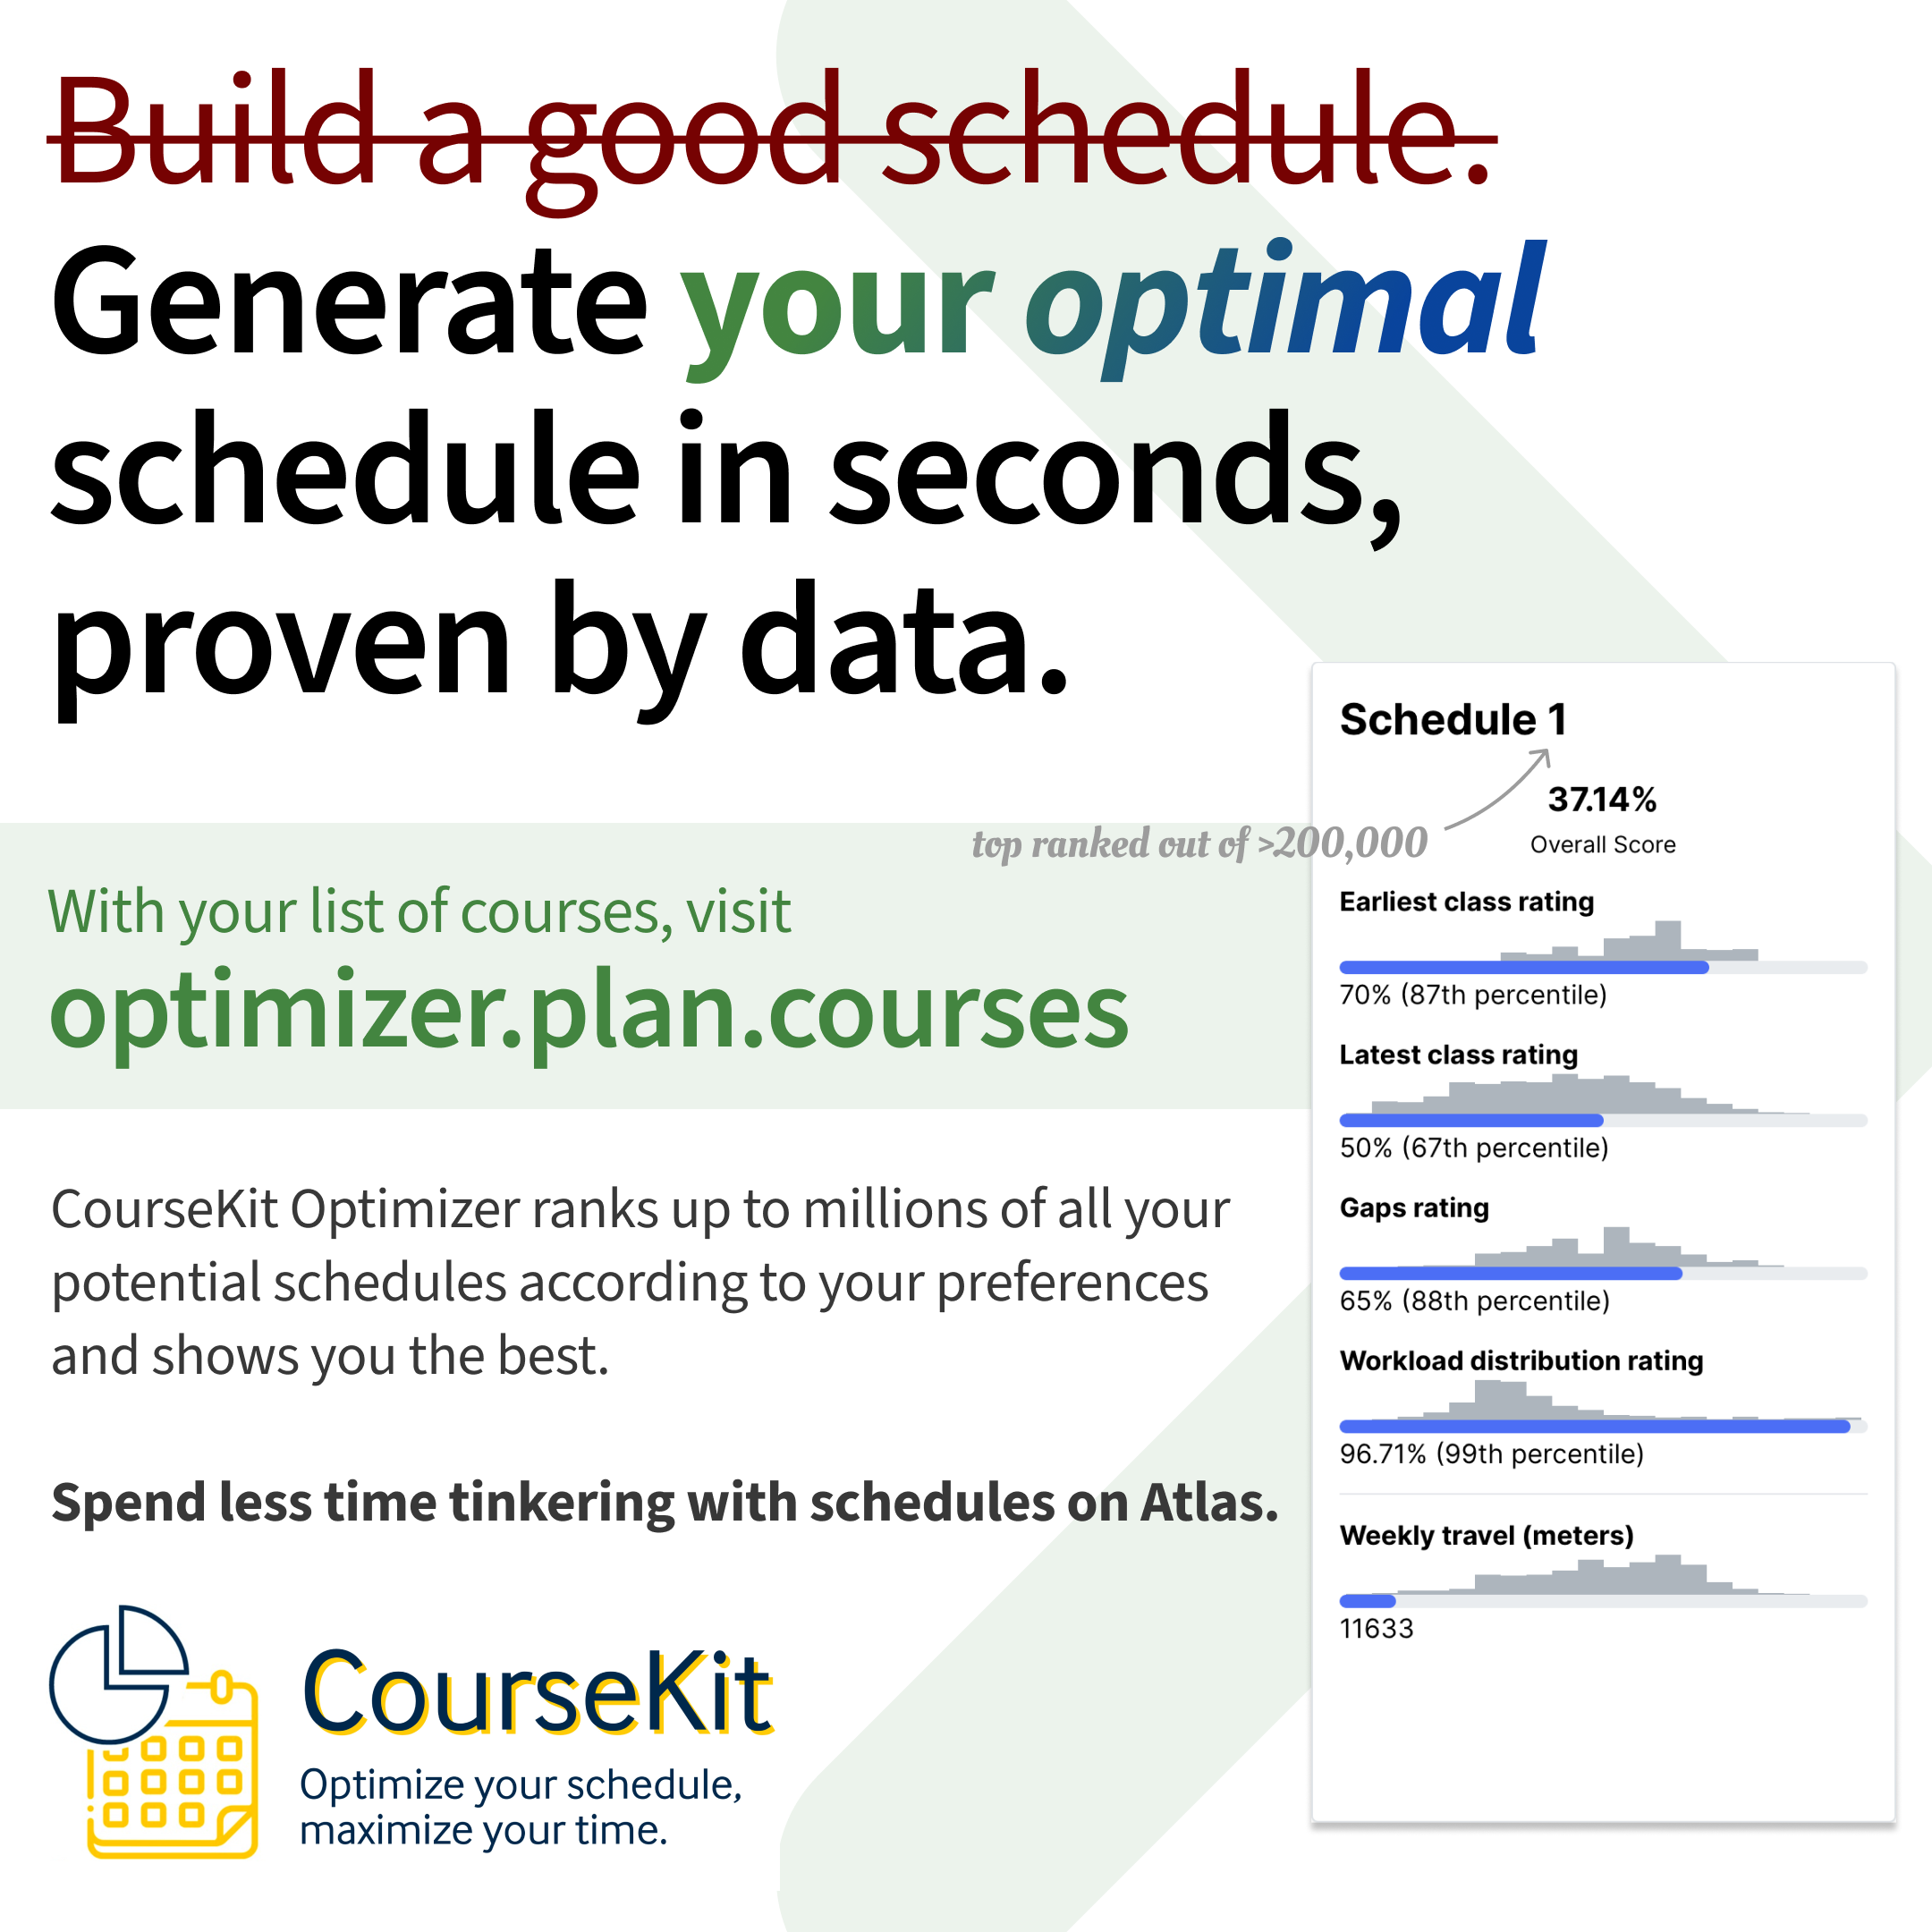 Build a good schedule.
Generate your optimal
schedule in seconds,
proven by data.
With your list of courses, visit
optimizer.plan.courses
CourseKit Optimizer ranks up to millions of all your
potential schedules according to your preferences
and shows you the best.
Spend less time tinkering with schedules on Atlas.
CourseKit
Optimize your schedule,
maximize your time.
top ranked out of >200,000
Schedule 1
37.14%
Overall Score
Earliest class rating
70% (87th percentile)
Latest class rating
50% (67th percentile)
Gaps rating
65% (88th percentile)
Workload distribution rating
96.71% (99th percentile)
Weekly travel (meters)
11633